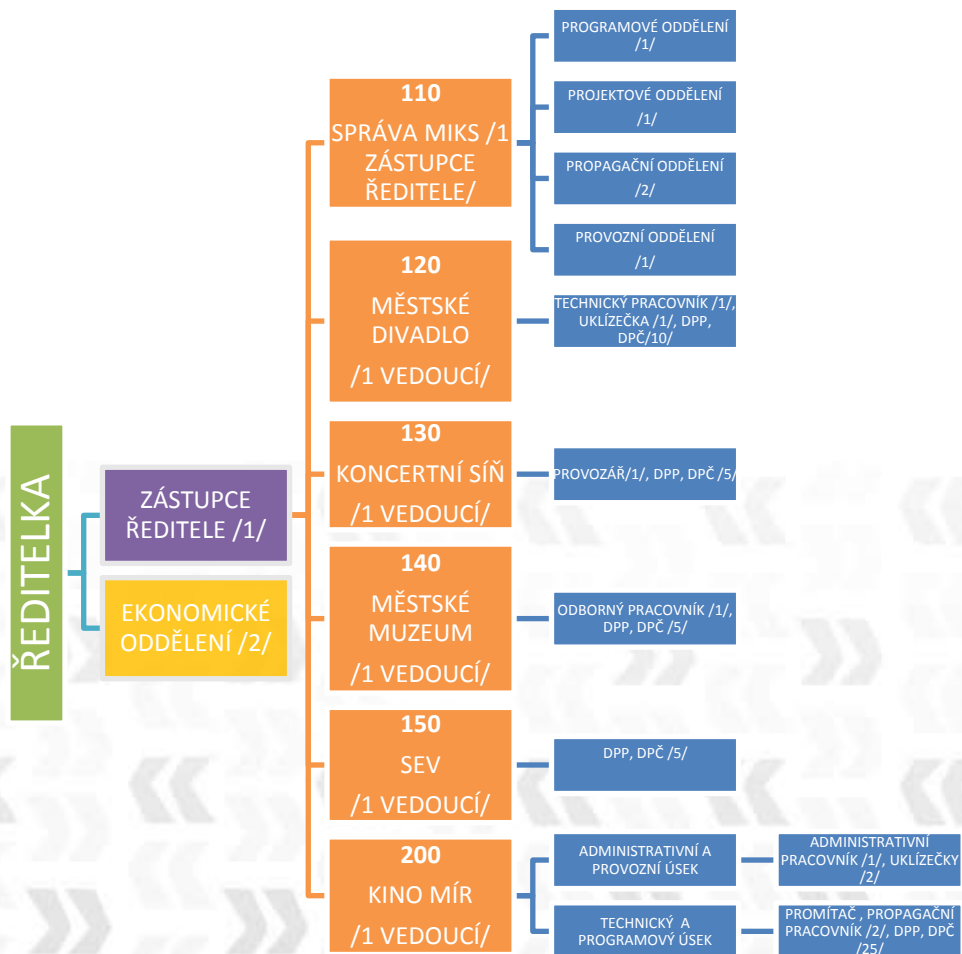 ŘEDITELKA
ZÁSTUPCE
ŘEDITELE /1/
EKONOMICKÉ
ODDĚLENÍ /2/
110
SPRÁVA MIKS /1
ZÁSTUPCE
ŘEDITELE/
PROGRAMOVÉ ODDĚLENÍ
/1/
PROJEKTOVÉ ODDĚLENÍ
/1/
PROPAGAČNÍ ODDĚLENÍ
/2/
PROVOZNÍ ODDĚLENÍ
/1/
120
MĚSTSKÉ
DIVADLO
/1 VEDOUCÍ/
TECHNICKÝ PRACOVNÍK /1/,
UKLÍZEČKA /1/, DPP,
DPČ/10/
130
KONCERTNÍ SÍŇ
/1 VEDOUCÍ/
PROVOZÁŘ/1/, DPP, DPČ /5/
140
MĚSTSKÉ
MUZEUM
/1 VEDOUCÍ/
ODBORNÝ PRACOVNÍK /1/,
DPP, DPČ /5/
150
SEV
/1 VEDOUCÍ/
DPP, DPČ /5/
200
KINO MÍR
/1 VEDOUCÍ/
ADMINISTRATIVNÍ A
PROVOZNÍ ÚSEK
ADMINISTRATIVNÍ
PRACOVNÍK /1/, UKLÍZEČKY
/2/
TECHNICKÝ A
PROGRAMOVÝ ÚSEK
PROMÍTAČ , PROPAGAČNÍ
PRACOVNÍK /2/, DPP, DPČ
/25/